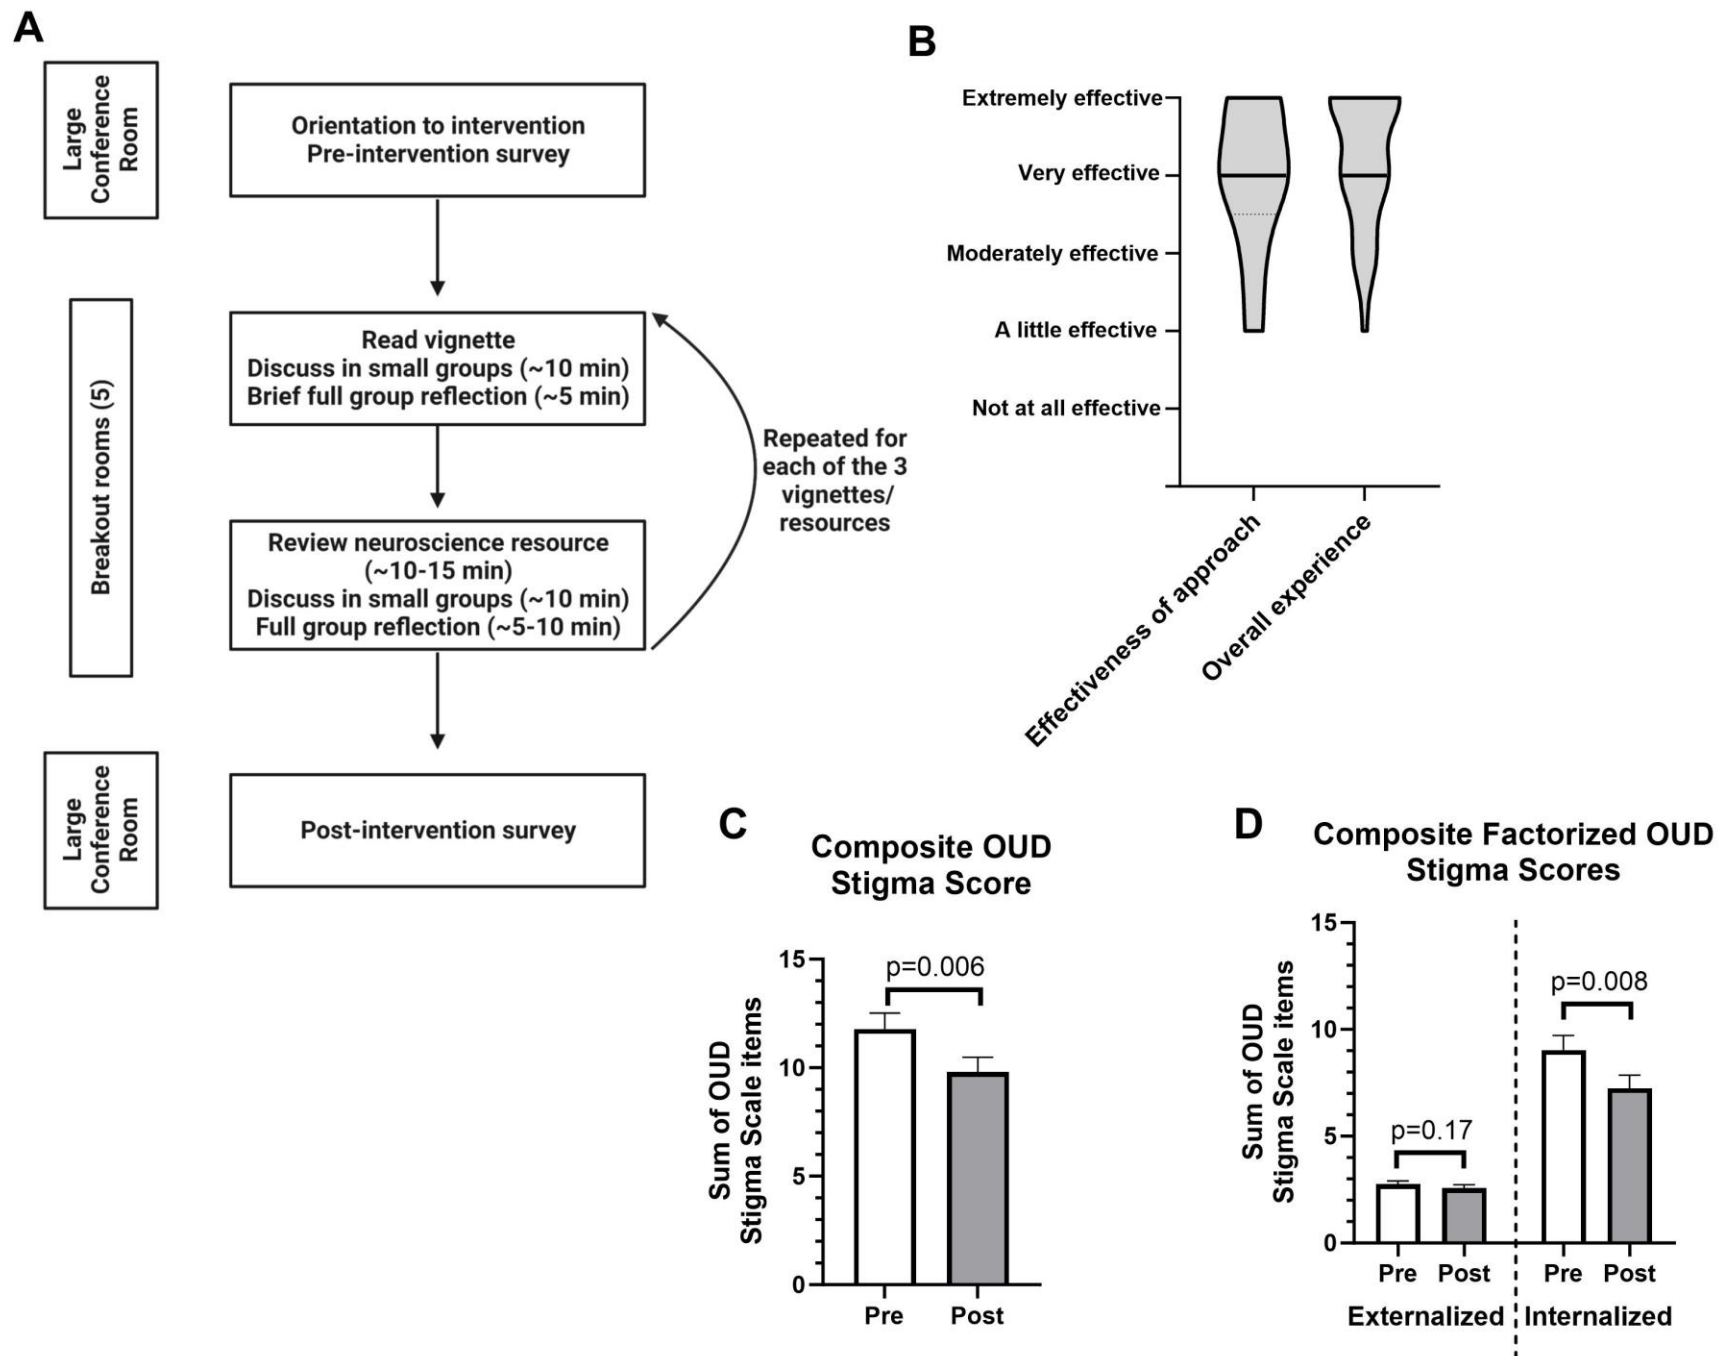 A
Large
Conference
Room
Orientation to intervention
Pre-intervention survey
Breakout rooms (5)
Read vignette
Discuss in small groups (~10 min)
Brief full group reflection (~5 min)
Review neuroscience resource
(~10-15 min)
Discuss in small groups (~10 min)
Full group reflection (~5-10 min)
Repeated for
each of the 3
vignettes/
resources
Large
Conference
Room
Post-intervention survey
B
Extremely effective
Very effective
Moderately effective
A little effective
Not at all effective
Effectiveness of approach
Overall experience
C
Composite OUD
Stigma Score
Sum of OUD
Stigma Scale items
15
10
5
0
p=0.006
Pre
Post
D
Composite Factorized OUD
Stigma Scores
Sum of OUD
Stigma Scale items
15
10
5
0
p=0.17
p=0.008
Pre
Post
Pre
Post
Externalized
Internalized